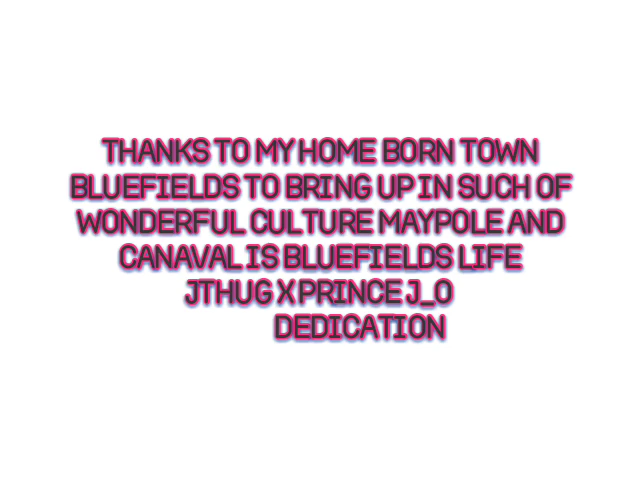 THANKS TO MY HOME BORN TOWN
BLUEFIELDS TO BRING UP IN SUCH OF
WONDERFUL CULTURE MAYPOLE AND
CANAVAL IS BLUEFIELDS LIFE
JTHUG X PRINCE J_O
DEDICATION